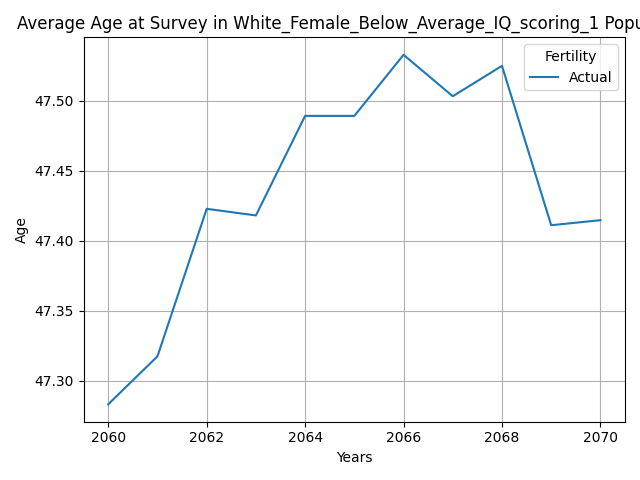 Average Age at Survey in White_Female_Below_Average_IQ_scoring_1 Popu
Fertility
Actual
47.50
47.45
47.40
47.35
47.30
Age
2060 2062 2064 2066 2068 2070
Years